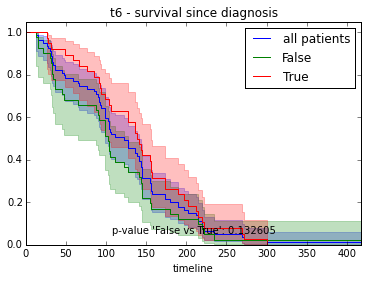 t6 - survival since diagnosis
all patients
False
True
1.0
0.8
0.6
0.4
0.2
0.0
p-value 'False vs True': 0.132605
0 50 100 150 200 250 300 350 400
timeline